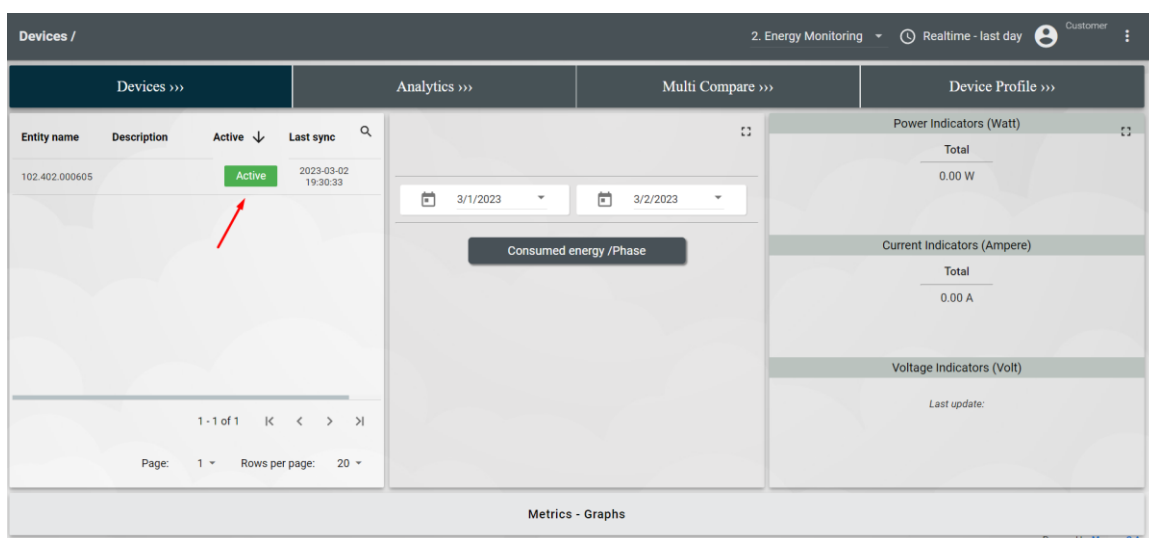 Devices /
2. Energy Monitoring
Realtime - last day
Customer
Devices ›››
Analytics ›››
Multi Compare ›››
Device Profile ›››
Entity name Description Active Last sync
102.402.000605 Active 2023-03-02
19:30:33
1 - 1 of 1
Page: 1 Rows per page: 20
3/1/2023 3/2/2023
Consumed energy /Phase
Power Indicators (Watt)
Total
0.00 W
Current Indicators (Ampere)
Total
0.00 A
Voltage Indicators (Volt)
Last update:
Metrics - Graphs